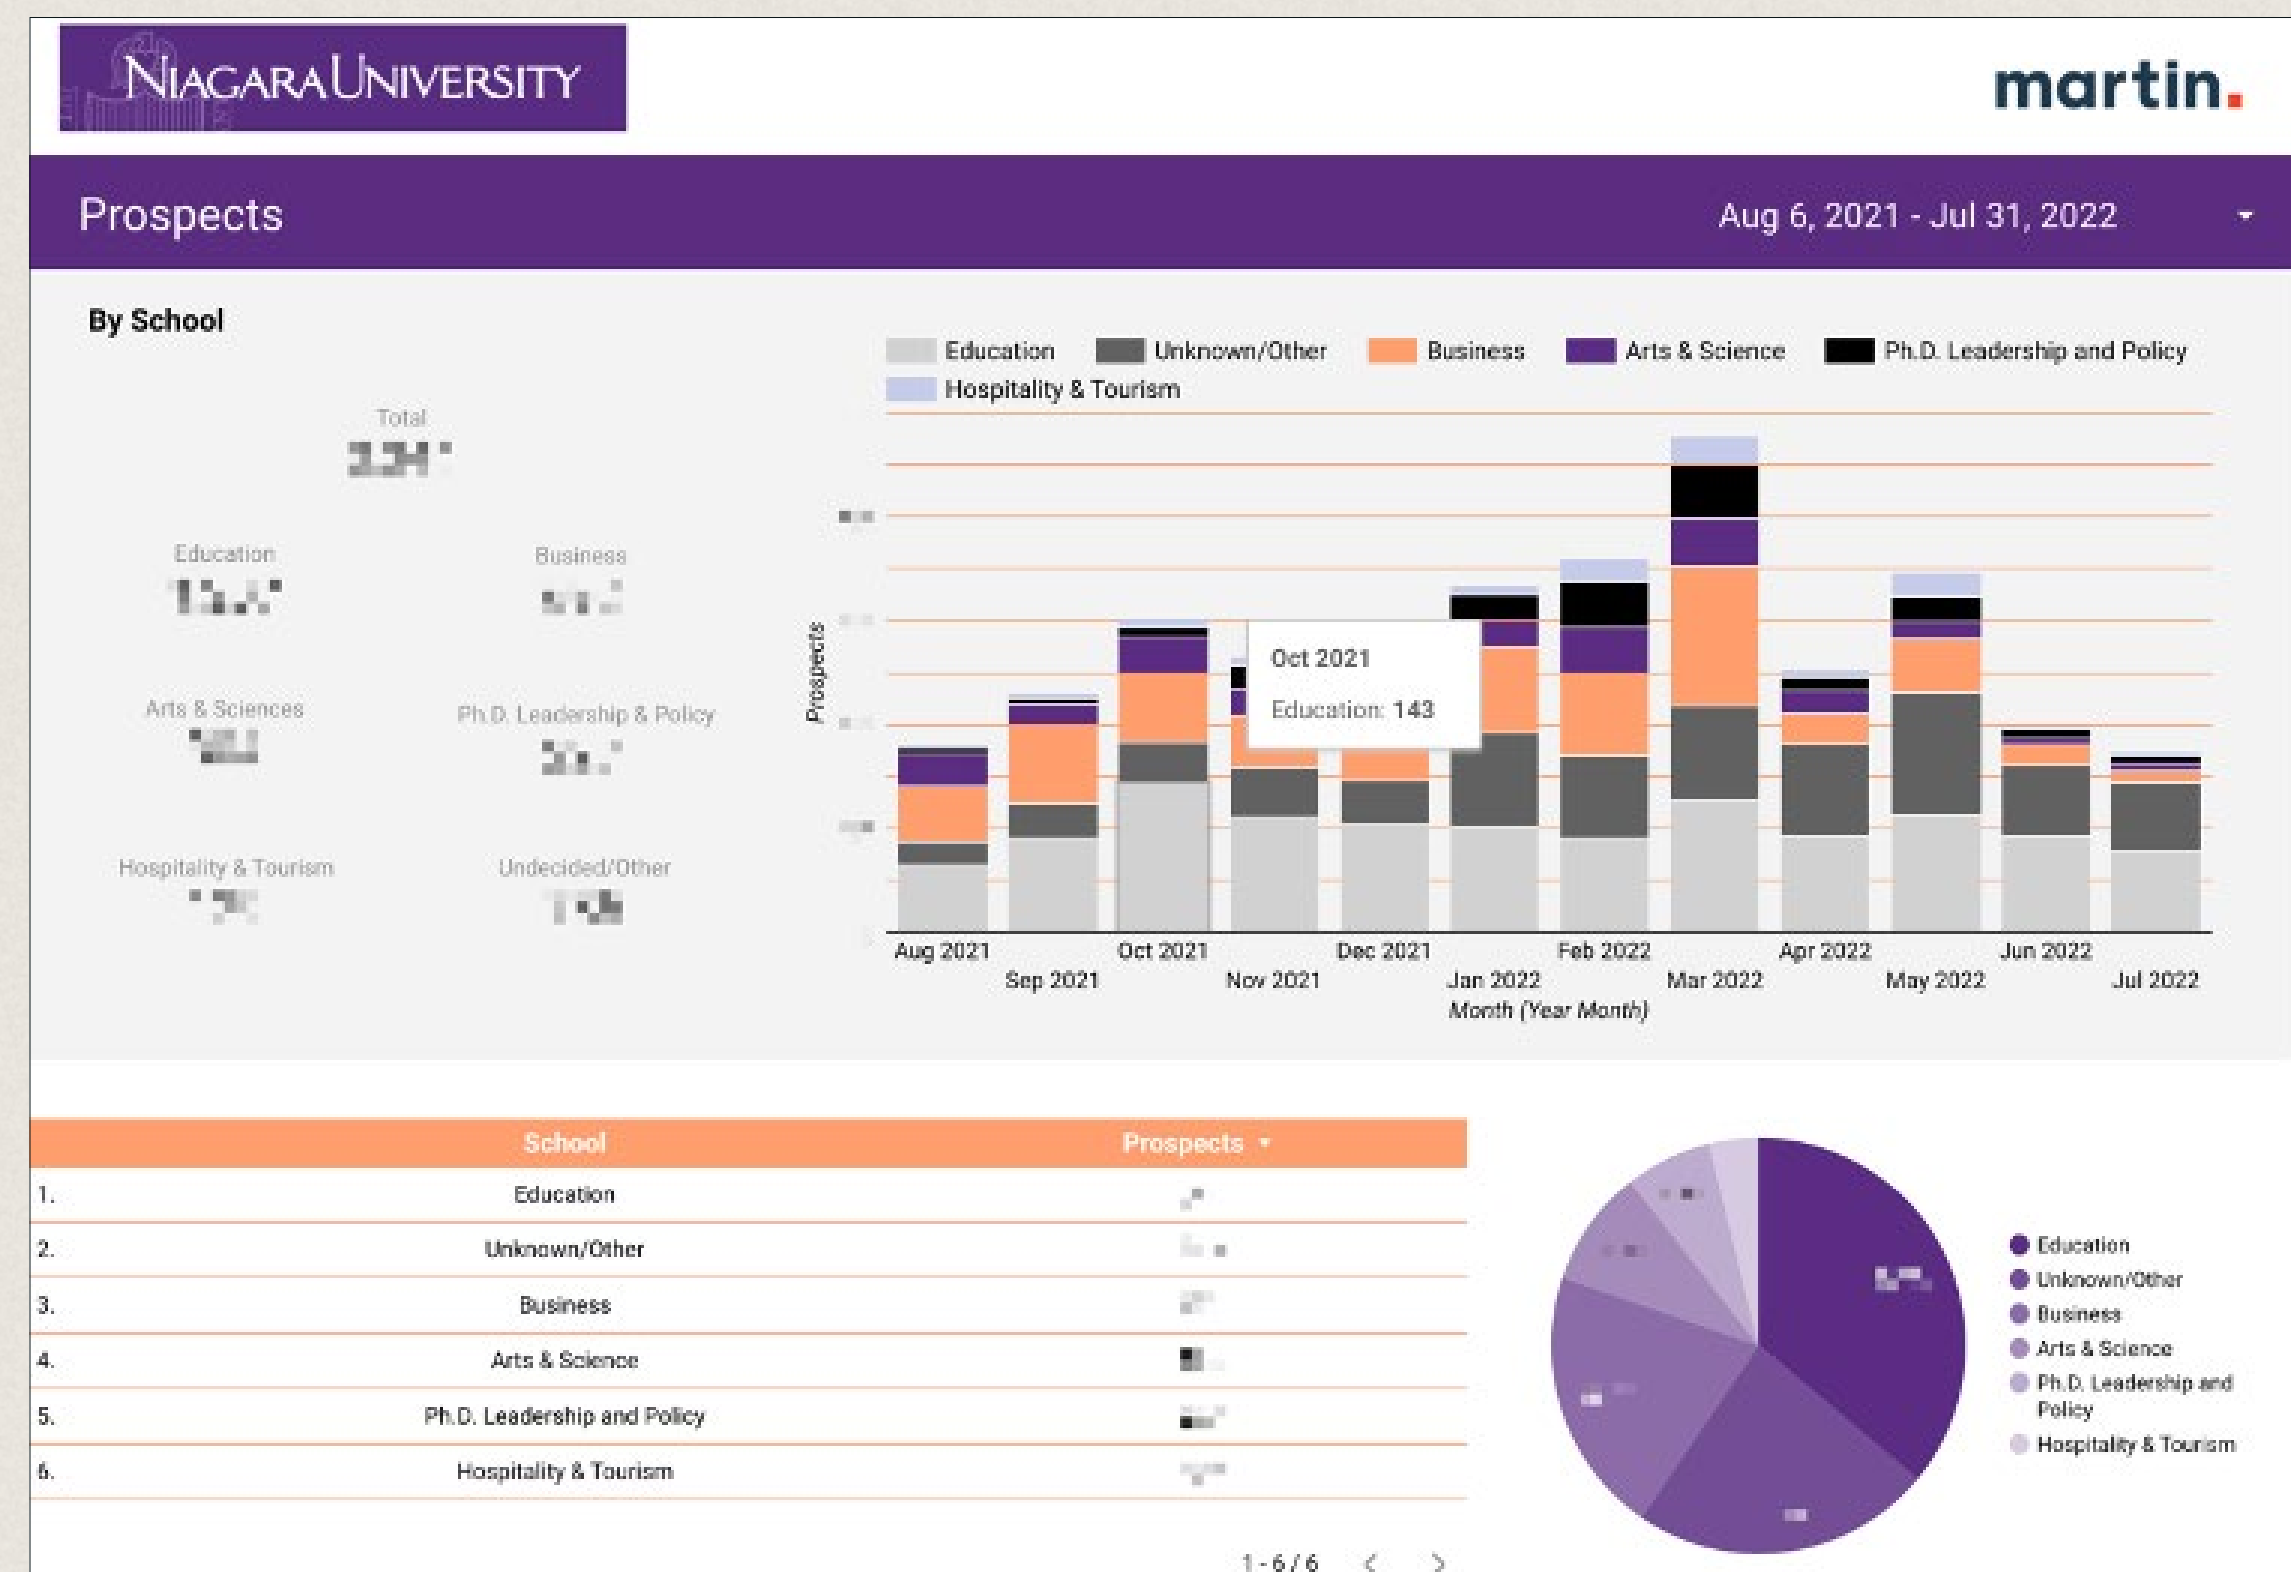 NIAGARA UNIVERSITY
martin.
Prospects
Aug 6, 2021 - Jul 31, 2022
By School
Total
Education
Business
Arts & Sciences
Ph.D. Leadership & Policy
Hospitality & Tourism
Undecided/Other
Education Unknown/Other Business Arts & Science Ph.D. Leadership and Policy
Hospitality & Tourism
Prospects
Oct 2021
Education: 143
Aug 2021 Oct 2021 Dec 2021 Feb 2022 Apr 2022 Jun 2022
Sep 2021 Nov 2021 Jan 2022 Mar 2022 May 2022 Jul 2022
Month (Year Month)
School Prospects
1. Education
2. Unknown/Other
3. Business
4. Arts & Science
5. Ph.D. Leadership and Policy
6. Hospitality & Tourism
1 - 6 / 6
Education
Unknown/Other
Business
Arts & Science
Ph.D. Leadership and
Policy
Hospitality & Tourism